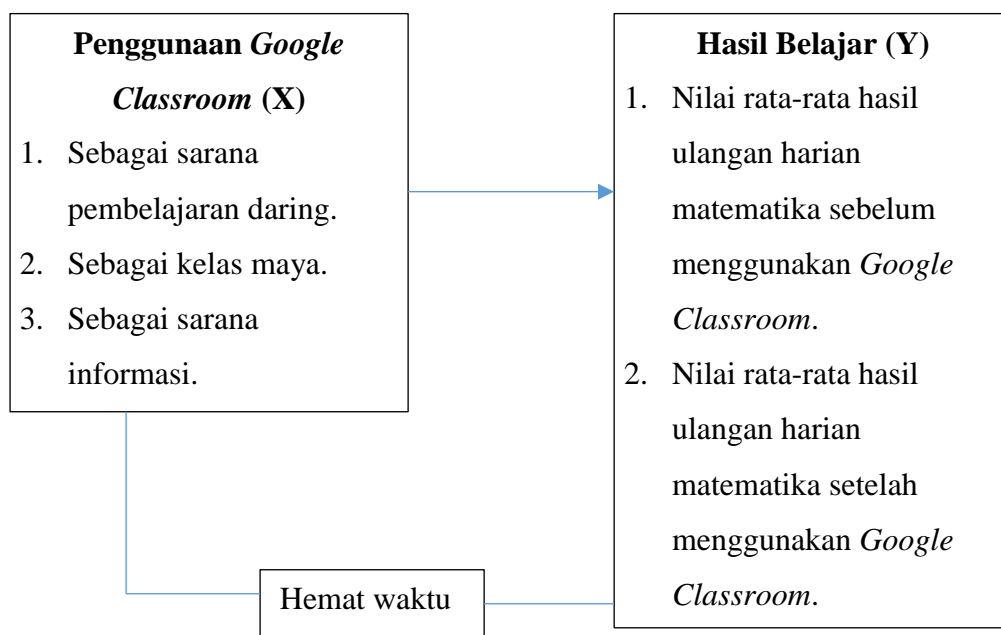 Penggunaan Google
Classroom (X)
1. Sebagai sarana
pembelajaran daring.
2. Sebagai kelas maya.
3. Sebagai sarana
informasi.
Hasil Belajar (Y)
1. Nilai rata-rata hasil
ulangan harian
matematika sebelum
menggunakan Google
Classroom.
2. Nilai rata-rata hasil
ulangan harian
matematika setelah
menggunakan Google
Classroom.
Hemat waktu